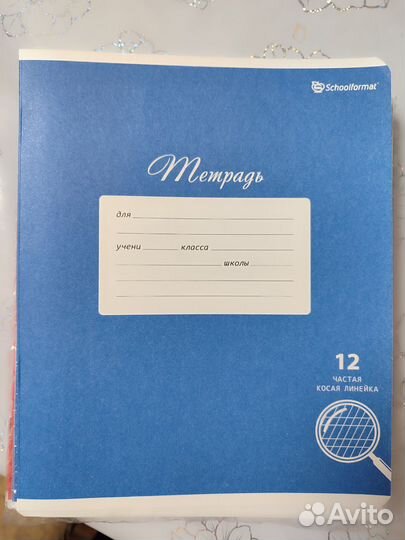 Schoolformat
Тетрадь
для
учени класса
школы
12
ЧАСТАЯ
КОСАЯ ЛИНЕЙКА
Avito